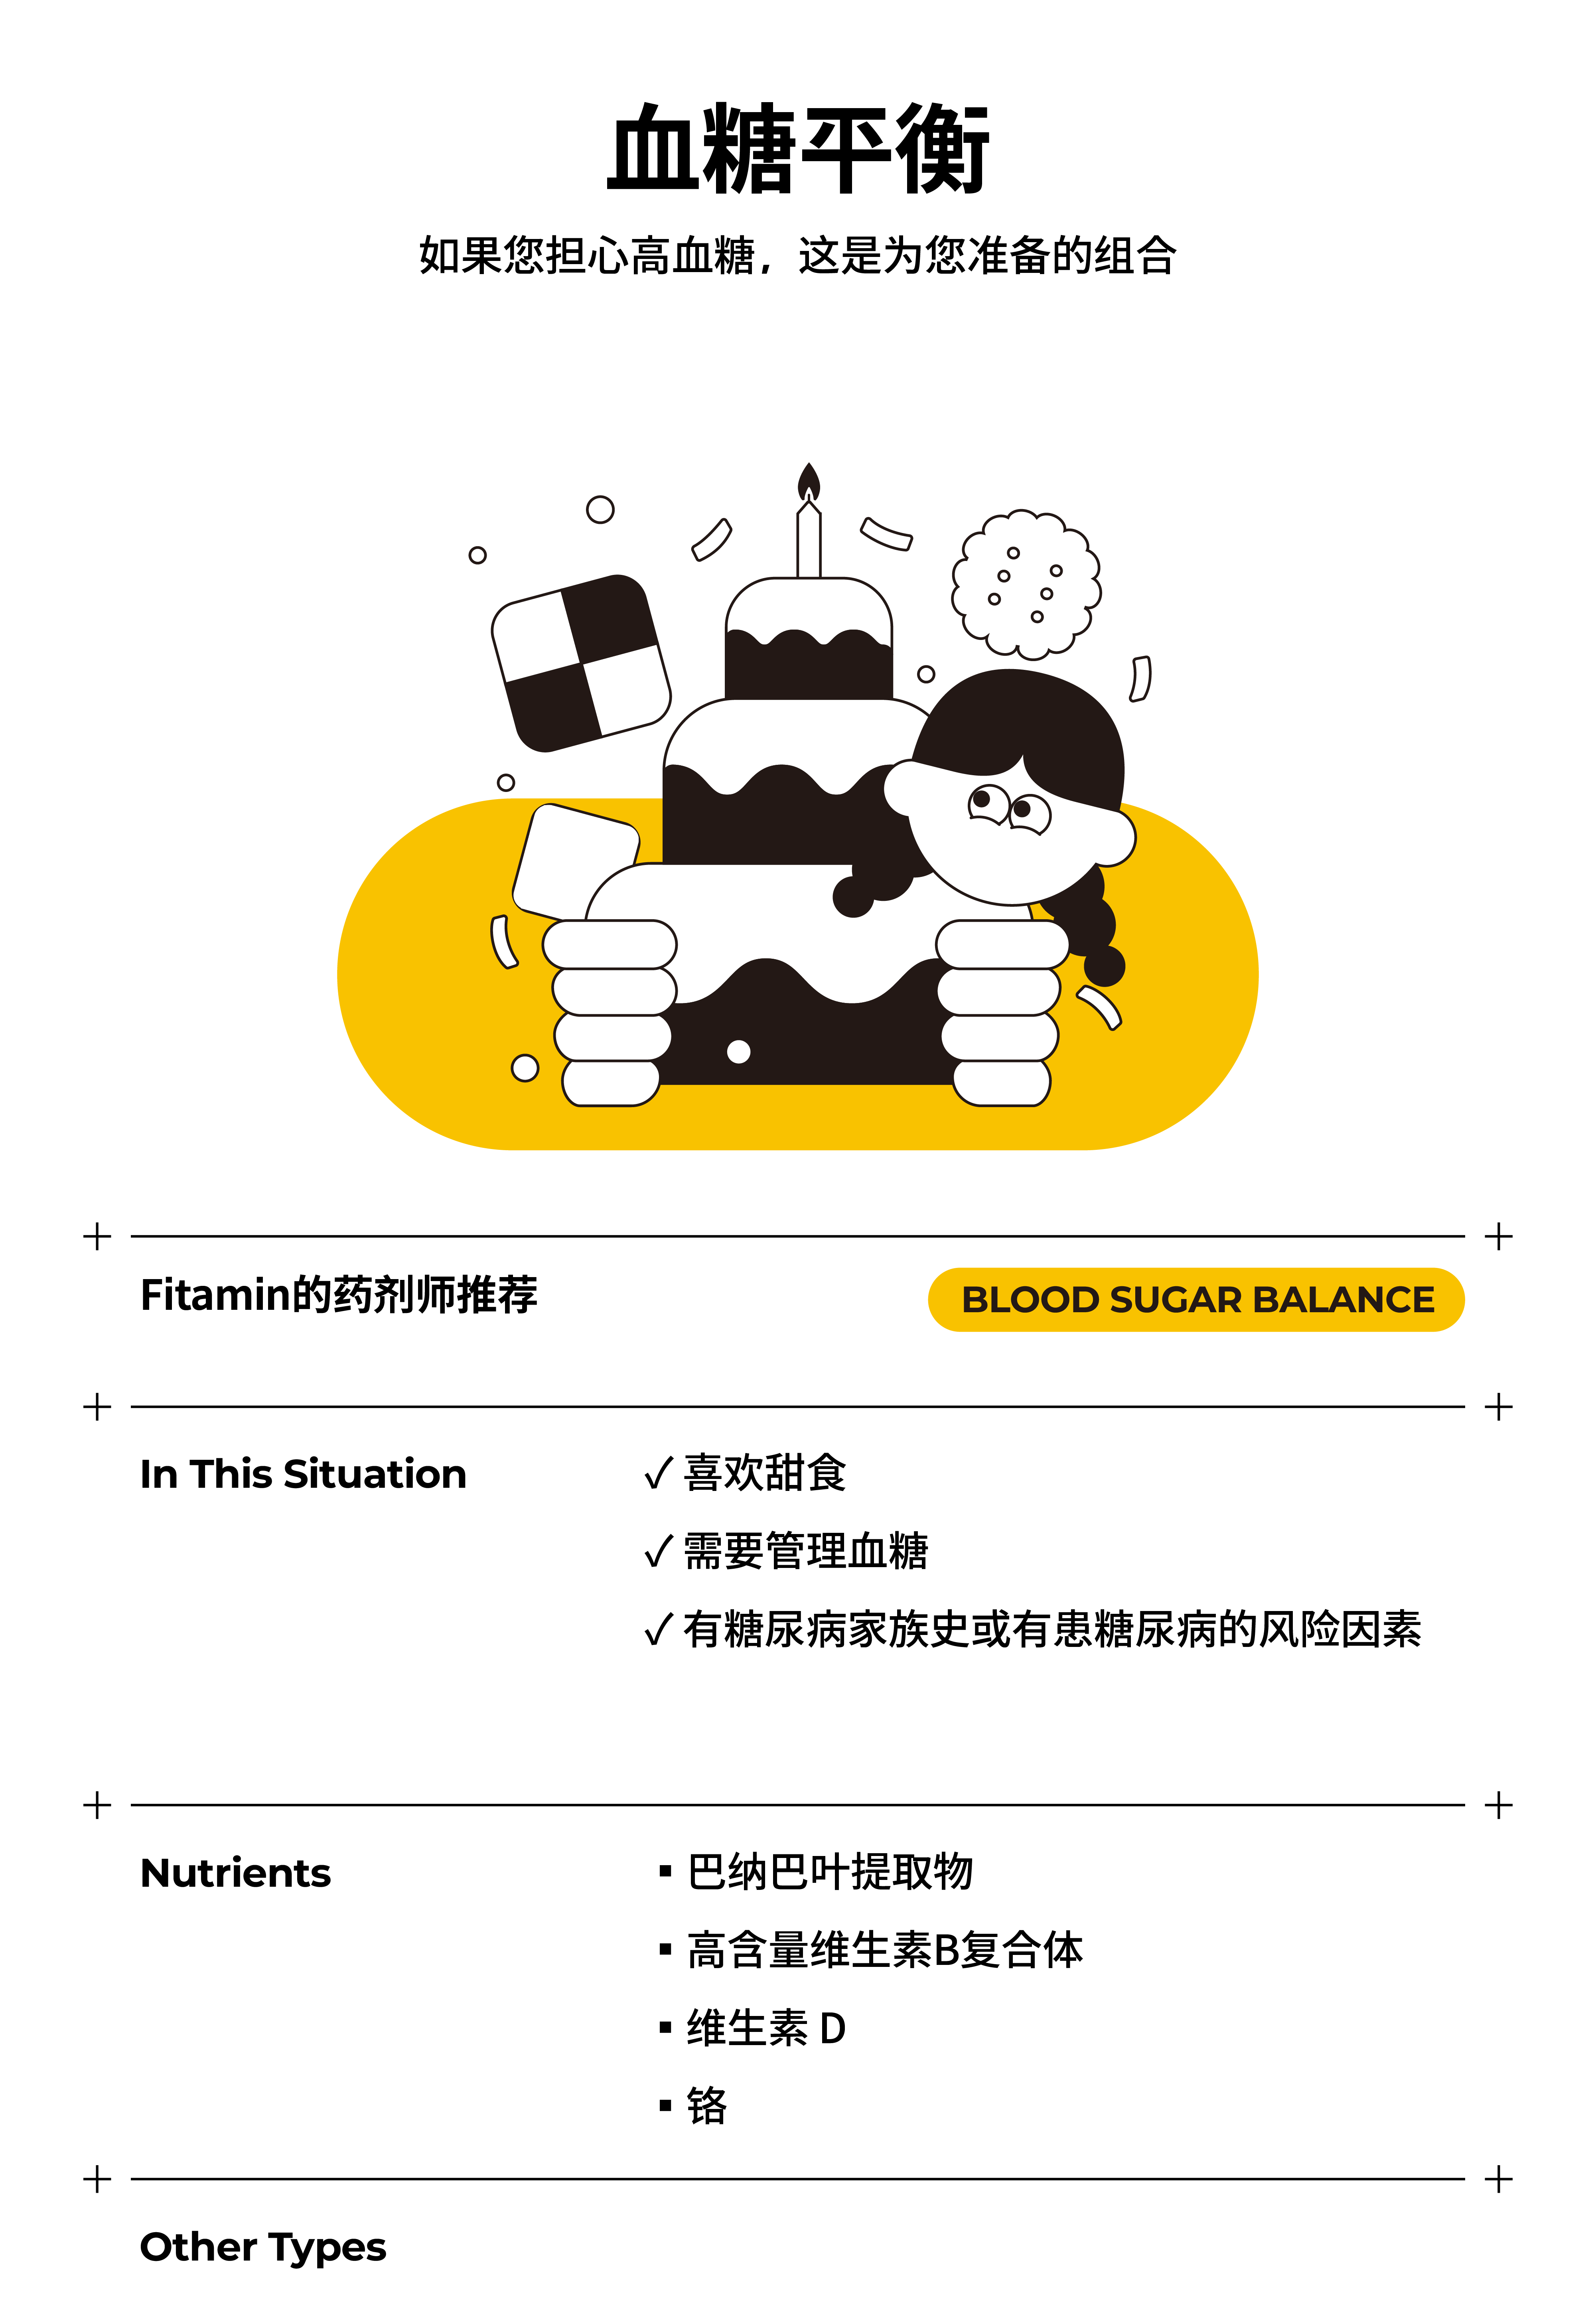 血糖平衡
如果您担心高血糖，这是为您准备的组合
Fitamin的药剂师推荐
BLOOD SUGAR BALANCE
In This Situation
✓ 喜欢甜食
✓ 需要管理血糖
✓ 有糖尿病家族史或有患糖尿病的风险因素
Nutrients
▪ 巴纳巴叶提取物
▪ 高含量维生素B复合体
▪ 维生素 D
▪ 铬
Other Types